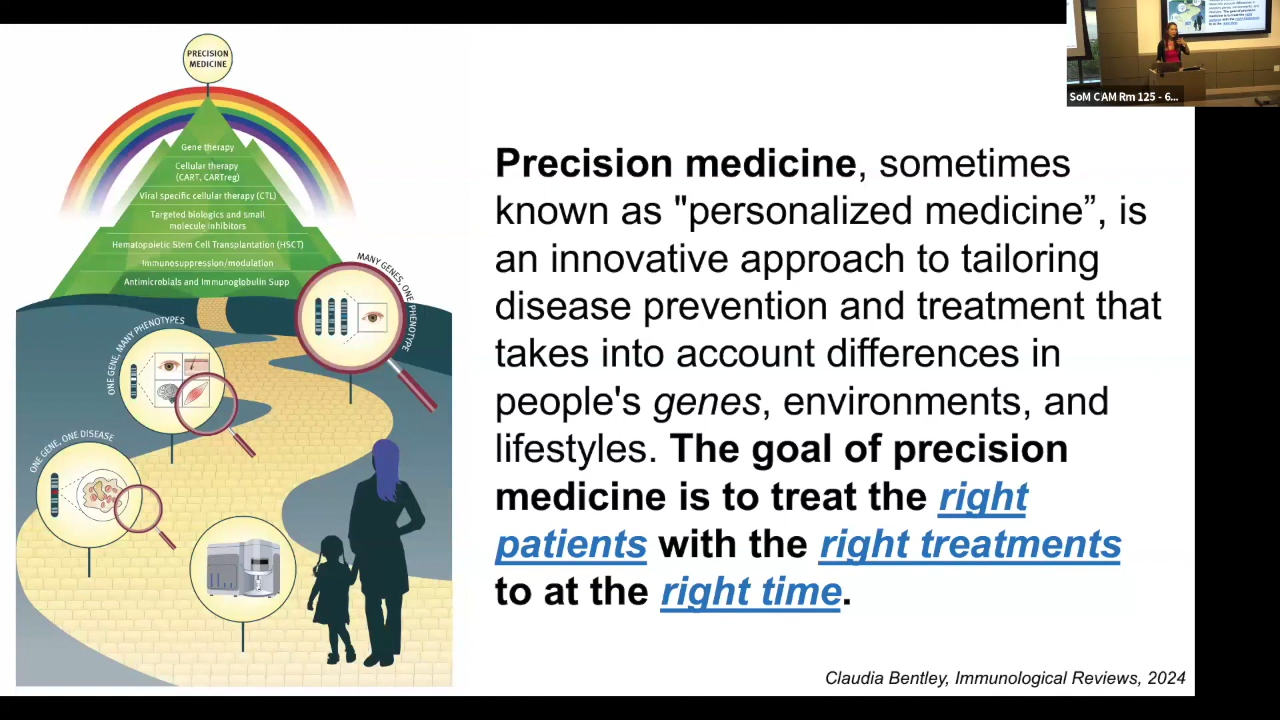 PRECISION
MEDICINE
Gene therapy
Cellular therapy
(CART, CARTreg)
Viral specific cellular therapy (CTL)
Targeted biologics and small
molecule inhibitors
Hematopoietic Stem Cell Transplantation (HSCT)
Immunosuppression/modulation
Antimicrobials and Immunoglobulin Supp
MANY GENES, ONE PHENOTYPE
ONE GENE, MANY PHENOTYPES
ONE GENE, ONE DISEASE
SoM CAM Rm 125 - 6...
Precision medicine, sometimes
known as "personalized medicine”, is
an innovative approach to tailoring
disease prevention and treatment that
takes into account differences in
people's genes, environments, and
lifestyles. The goal of precision
medicine is to treat the right
patients with the right treatments
to at the right time.
Claudia Bentley, Immunological Reviews, 2024